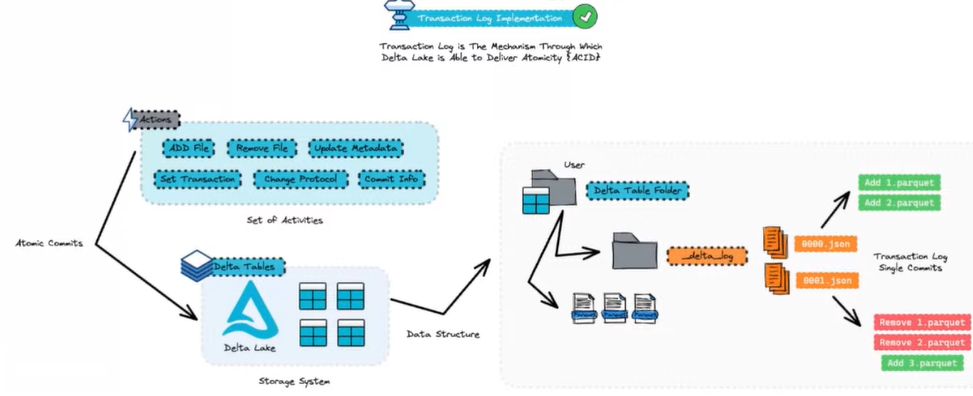 Transaction Log Implementation
Transaction Log is The Mechanism Through Which
Delta Lake is Able to Deliver Atomicity {ACID}
Actions
ADD File
Remove File
Update Metadata
Set Transaction
Change Protocol
Commit Info
Set of Activities
Atomic Commits
Delta Tables
Delta Lake
Storage System
Data Structure
User
Delta Table Folder
_delta_log
0000.json
0001.json
Add 1.parquet
Add 2.parquet
Transaction Log
Single Commits
Remove 1.parquet
Remove 2.parquet
Add 3.parquet